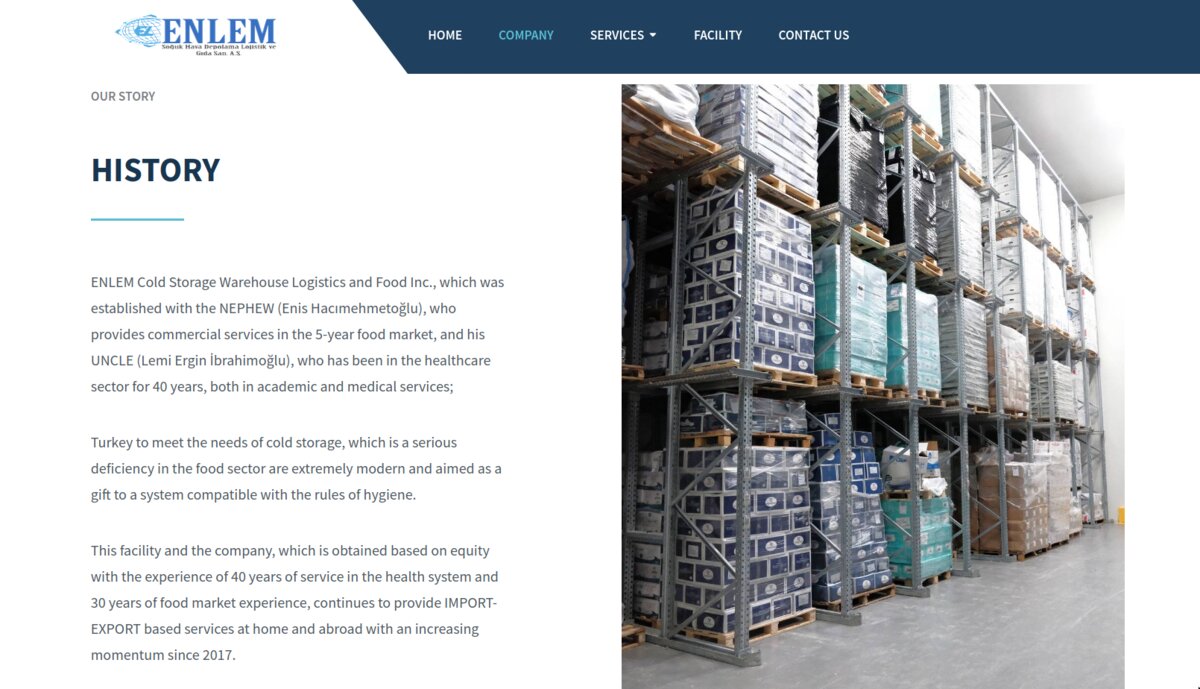 EZ ENLEM
Soğuk Hava Depolama Lojistik ve
Gıda San. A.Ş.
HOME
COMPANY
SERVICES
FACILITY
CONTACT US
OUR STORY
HISTORY
ENLEM Cold Storage Warehouse Logistics and Food Inc., which was
established with the NEPHEW (Enis Hacımehmetoğlu), who
provides commercial services in the 5-year food market, and his
UNCLE (Lemi Ergin İbrahimoğlu), who has been in the healthcare
sector for 40 years, both in academic and medical services;
Turkey to meet the needs of cold storage, which is a serious
deficiency in the food sector are extremely modern and aimed as a
gift to a system compatible with the rules of hygiene.
This facility and the company, which is obtained based on equity
with the experience of 40 years of service in the health system and
30 years of food market experience, continues to provide IMPORT-
EXPORT based services at home and abroad with an increasing
momentum since 2017.